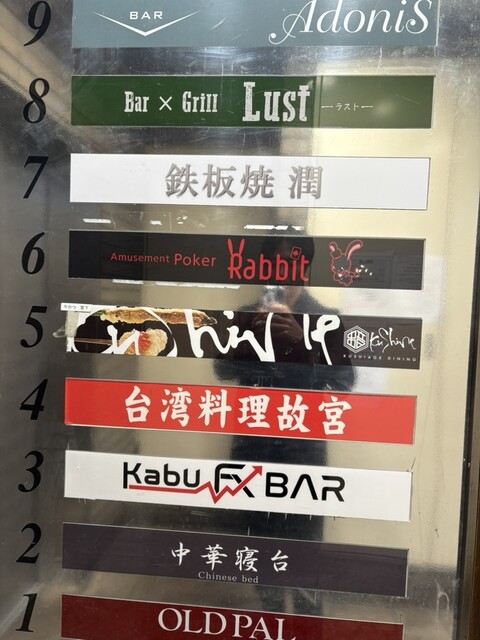 9
BAR
AdoniS
8
Bar × Grill Lust ―ラスト―
7
鉄板焼 潤
6
Amusement Poker Rabbit
5
KUSHIAGE DINING
4
台湾料理故宮
3
Kabu FX BAR
2
中華寝台
Chinese bed
1
OLD PAL